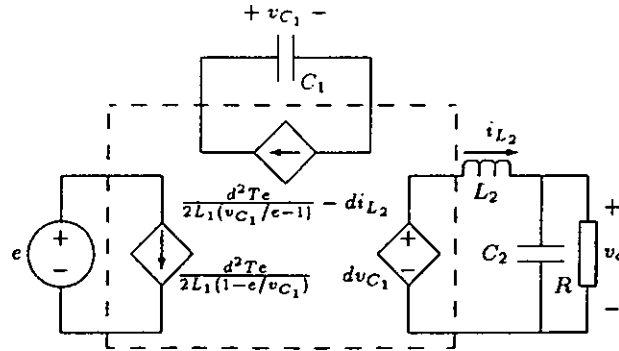 + v_{C_1} −
C_1
i_{L_2}
L_2
\frac{d^2Te}{2L_1(v_{C_1}/e−1)} − di_{L_2}
+
e
−
\frac{d^2Te}{2L_1(1−e/v_{C_1})}
+
dv_{C_1}
−
C_2
R
+
−